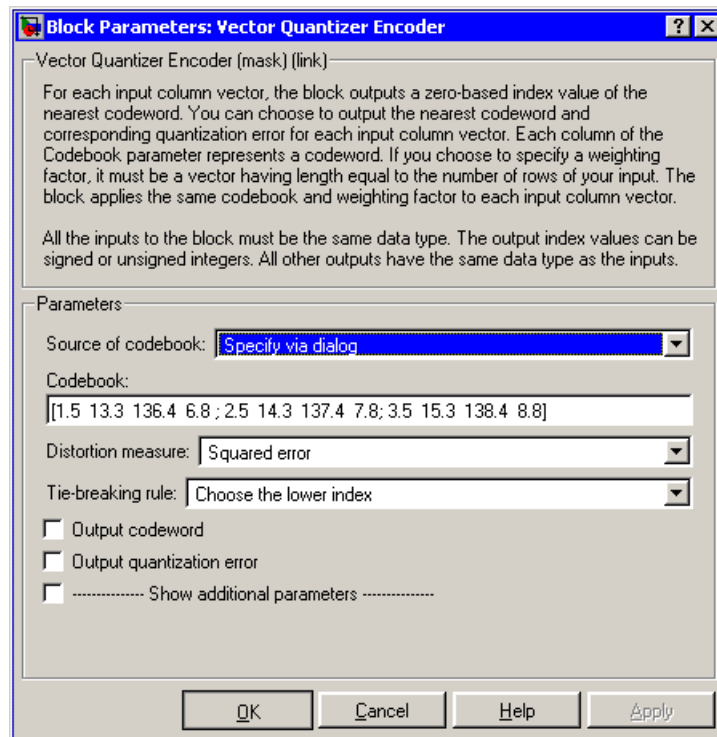 Block Parameters: Vector Quantizer Encoder
Vector Quantizer Encoder (mask) (link)
For each input column vector, the block outputs a zero-based index value of the
nearest codeword. You can choose to output the nearest codeword and
corresponding quantization error for each input column vector. Each column of the
Codebook parameter represents a codeword. If you choose to specify a weighting
factor, it must be a vector having length equal to the number of rows of your input. The
block applies the same codebook and weighting factor to each input column vector.
All the inputs to the block must be the same data type. The output index values can be
signed or unsigned integers. All other outputs have the same data type as the inputs.
Parameters
Source of codebook: Specify via dialog
Codebook:
[1.5 13.3 136.4 6.8 ; 2.5 14.3 137.4 7.8; 3.5 15.3 138.4 8.8]
Distortion measure: Squared error
Tie-breaking rule: Choose the lower index
Output codeword
Output quantization error
--------------- Show additional parameters ---------------
OK Cancel Help Apply